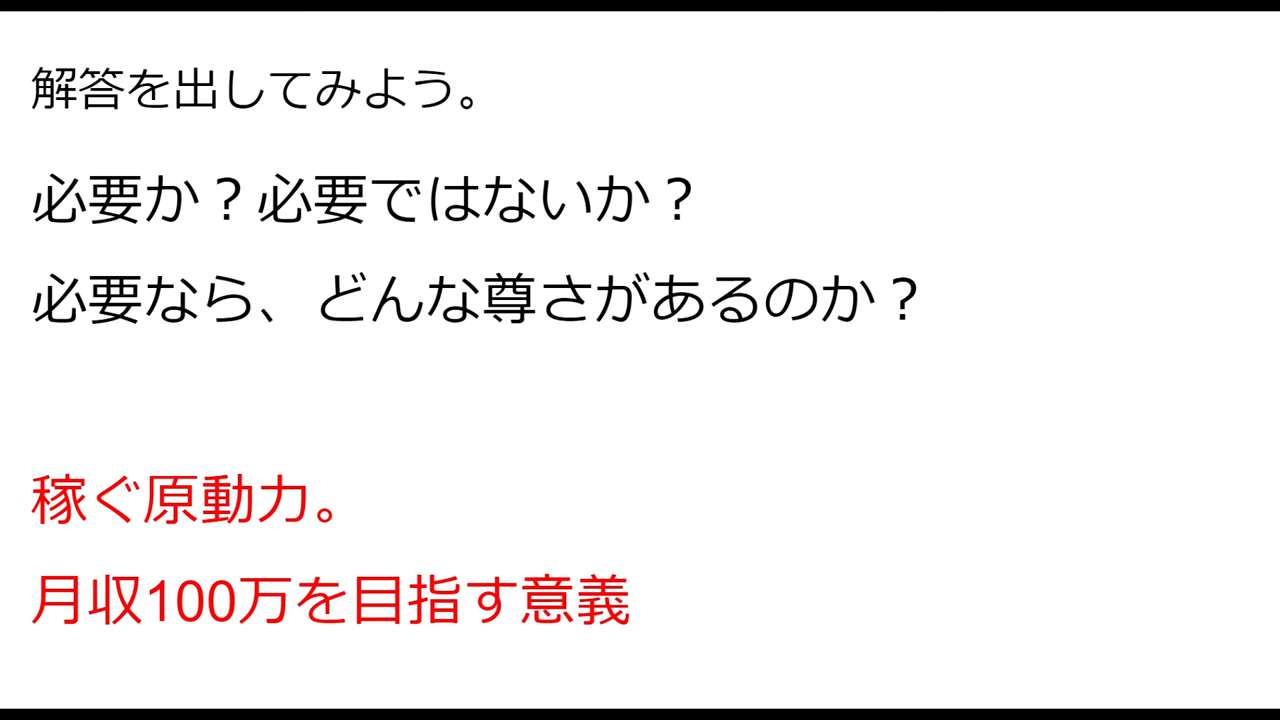 解答を出してみよう。
必要か？必要ではないか？
必要なら、どんな尊さがあるのか？
稼ぐ原動力。
月収100万を目指す意義